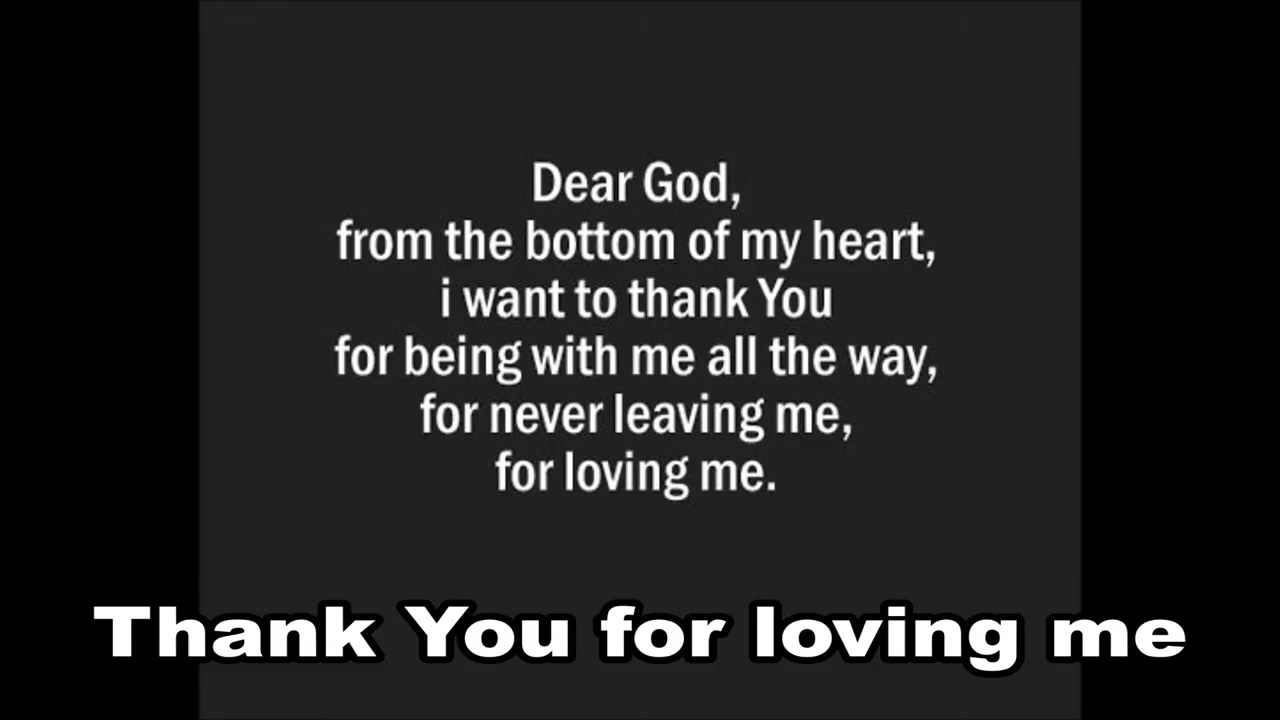 Dear God,
from the bottom of my heart,
i want to thank You
for being with me all the way,
for never leaving me,
for loving me.
Thank You for loving me